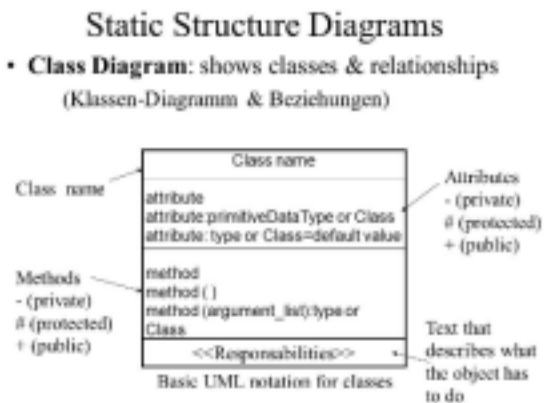 Static Structure Diagrams
• Class Diagram: shows classes & relationships
(Klassen-Diagramm & Beziehungen)
Class name
Class name
attribute
attribute:primitiveDataType or Class
attribute: type or Class=default value
Attributes
- (private)
# (protected)
+ (public)
Methods
- (private)
# (protected)
+ (public)
method
method ( )
method (argument_list):type or
Class
<<Responsabilities>>
Text that
describes what
the object has
to do
Basic UML notation for classes